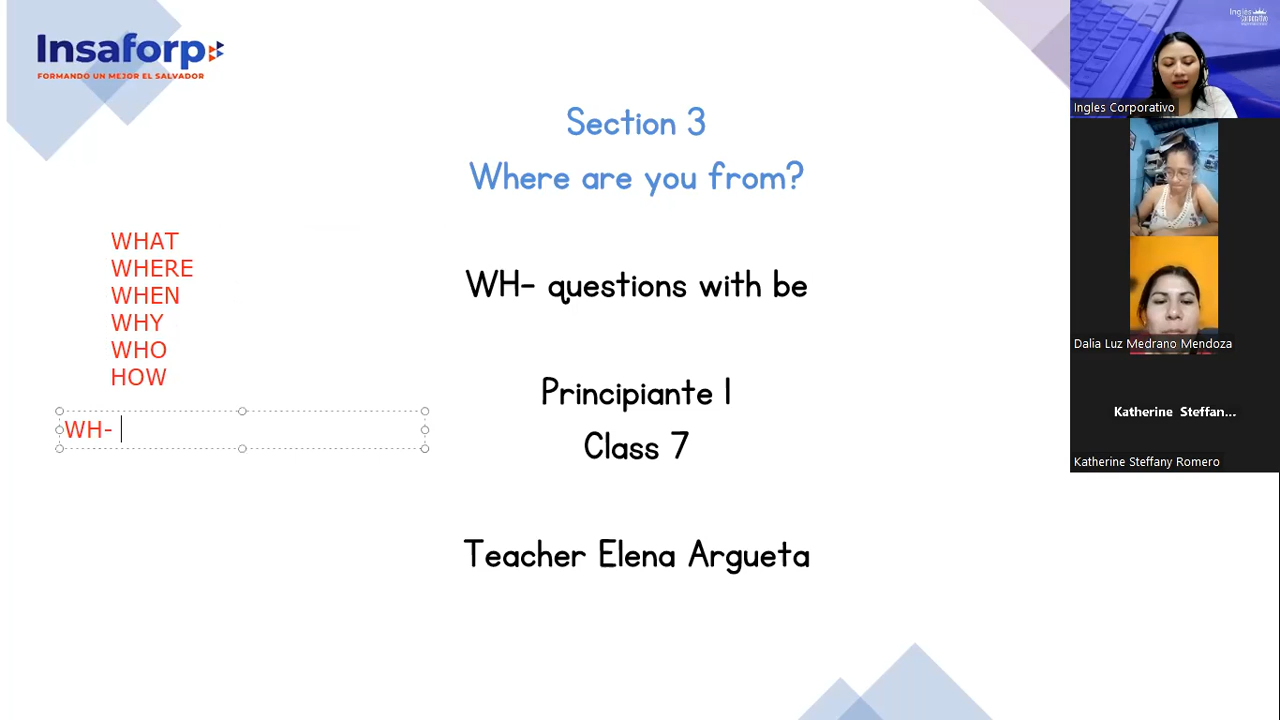 Insaforp
FORMANDO UN MEJOR EL SALVADOR
Section 3
Where are you from?
WHAT
WHERE
WHEN
WHY
WHO
HOW
WH-
WH- questions with be
Principiante 1
Class 7
Teacher Elena Argueta
Ingles Corporativo
Dalia Luz Medrano Mendoza
Katherine Steffan...
Katherine Steffany Romero